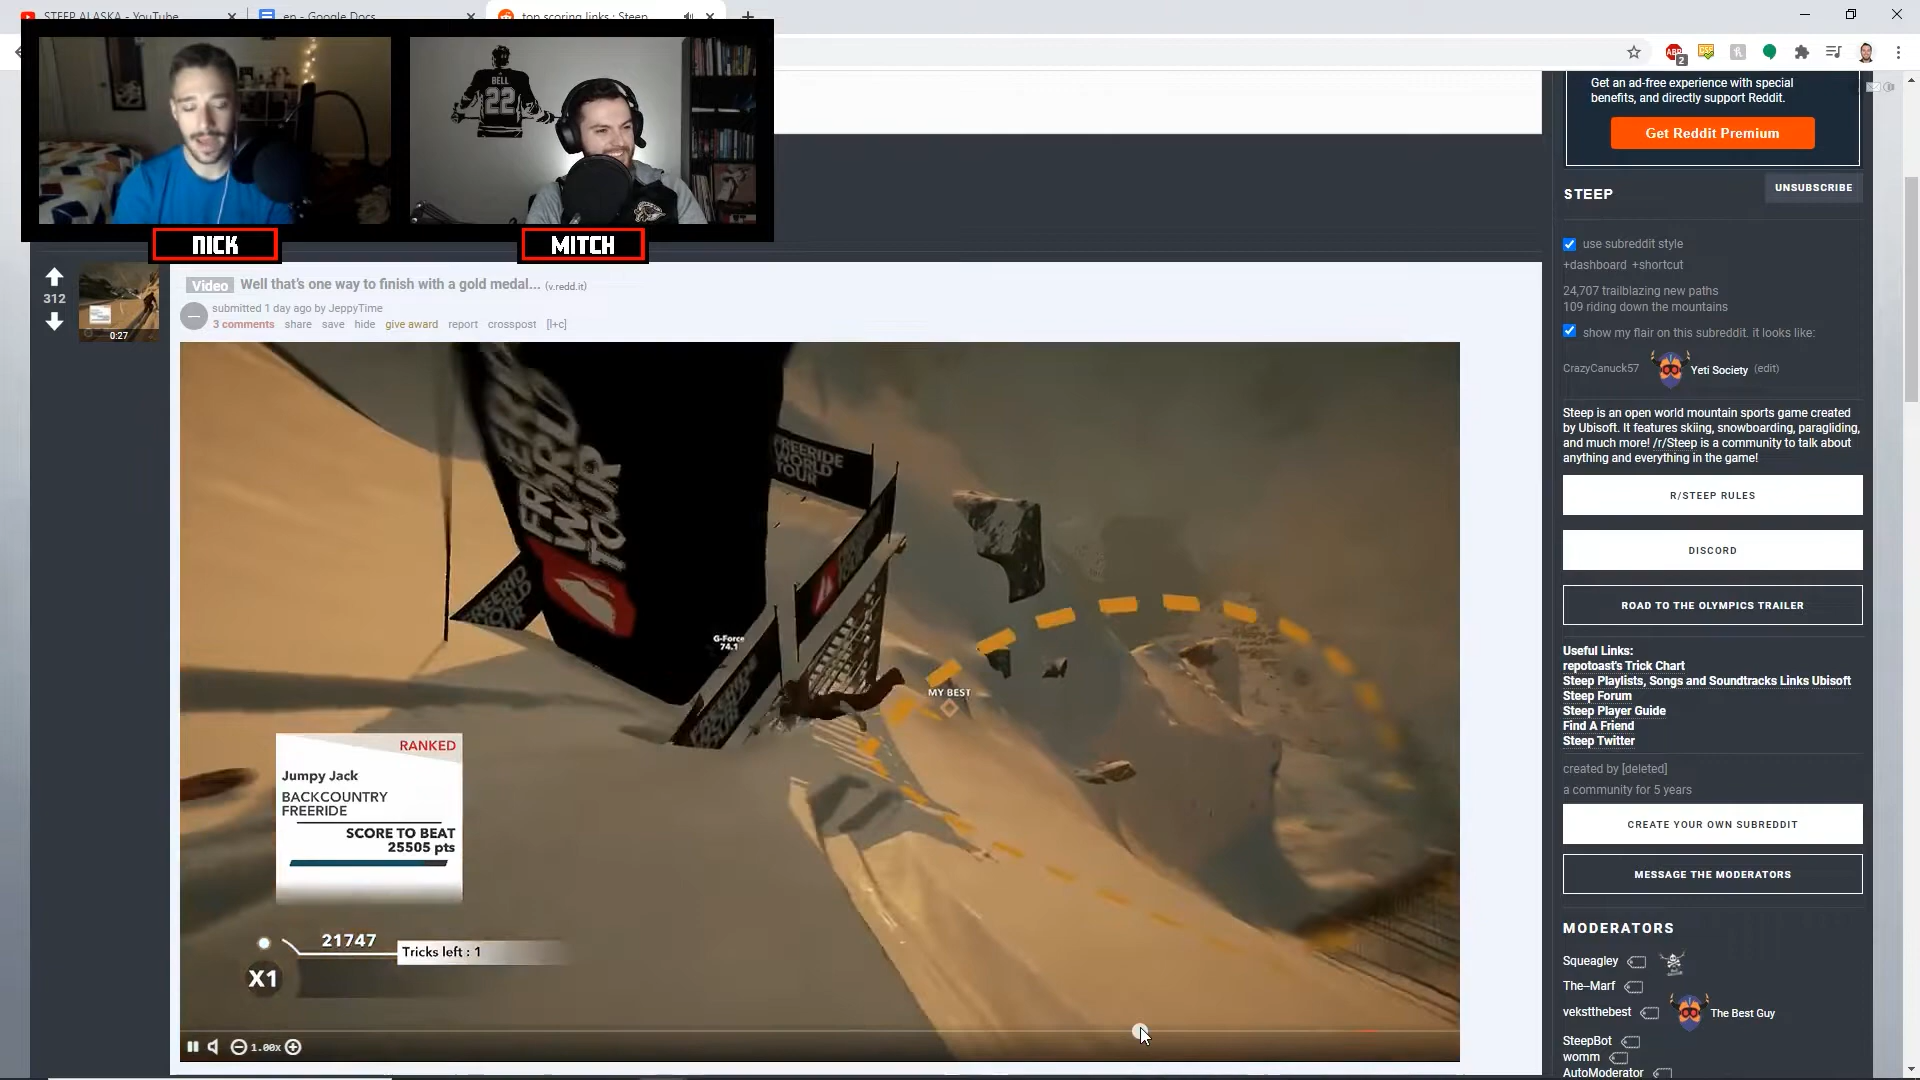 STEEP ALASKA - YouTube
en - Google Docs
top scoring links : Steep
2
BELL
22
NICK
MITCH
Get an ad-free experience with special
benefits, and directly support Reddit.
Get Reddit Premium
STEEP
UNSUBSCRIBE
use subreddit style
+dashboard +shortcut
24,707 trailblazing new paths
109 riding down the mountains
show my flair on this subreddit. it looks like:
CrazyCanuck57
Yeti Society (edit)
Steep is an open world mountain sports game created
by Ubisoft. It features skiing, snowboarding, paragliding,
and much more! /r/Steep is a community to talk about
anything and everything in the game!
R/STEEP RULES
DISCORD
ROAD TO THE OLYMPICS TRAILER
Useful Links:
repotoast's Trick Chart
Steep Playlists, Songs and Soundtracks Links Ubisoft
Steep Forum
Steep Player Guide
Find A Friend
Steep Twitter
created by [deleted]
a community for 5 years
CREATE YOUR OWN SUBREDDIT
MESSAGE THE MODERATORS
MODERATORS
Squeagley
The–Marf
vekstthebest
The Best Guy
SteepBot
womm
AutoModerator
312
0:27
Video Well that's one way to finish with a gold medal... (v.redd.it)
submitted 1 day ago by JeppyTime
3 comments share save hide give award report crosspost [l+c]
FREERIDE
WORLD
TOUR
FREERIDE
WORLD
TOUR
G-Force
74.1
MY BEST
RANKED
Jumpy Jack
BACKCOUNTRY
FREERIDE
SCORE TO BEAT
25505 pts
21747
Tricks left : 1
X1
1.00x